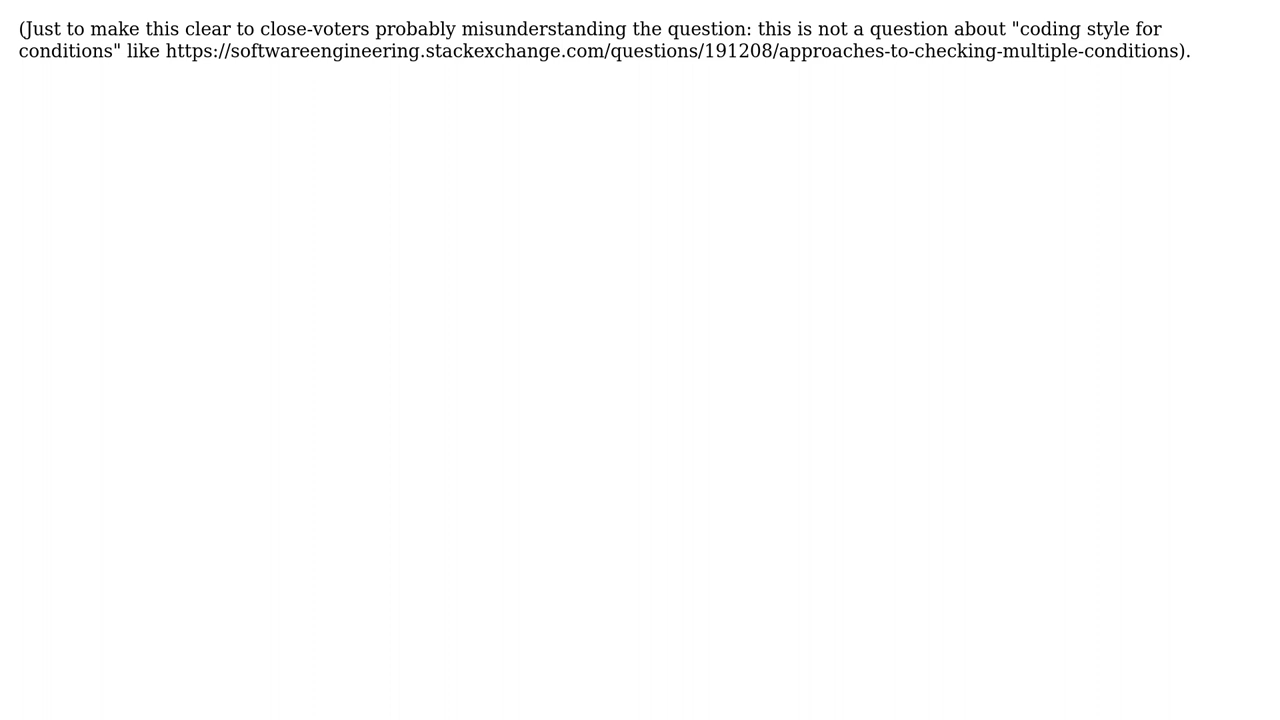 (Just to make this clear to close-voters probably misunderstanding the question: this is not a question about "coding style for
conditions" like https://softwareengineering.stackexchange.com/questions/191208/approaches-to-checking-multiple-conditions).